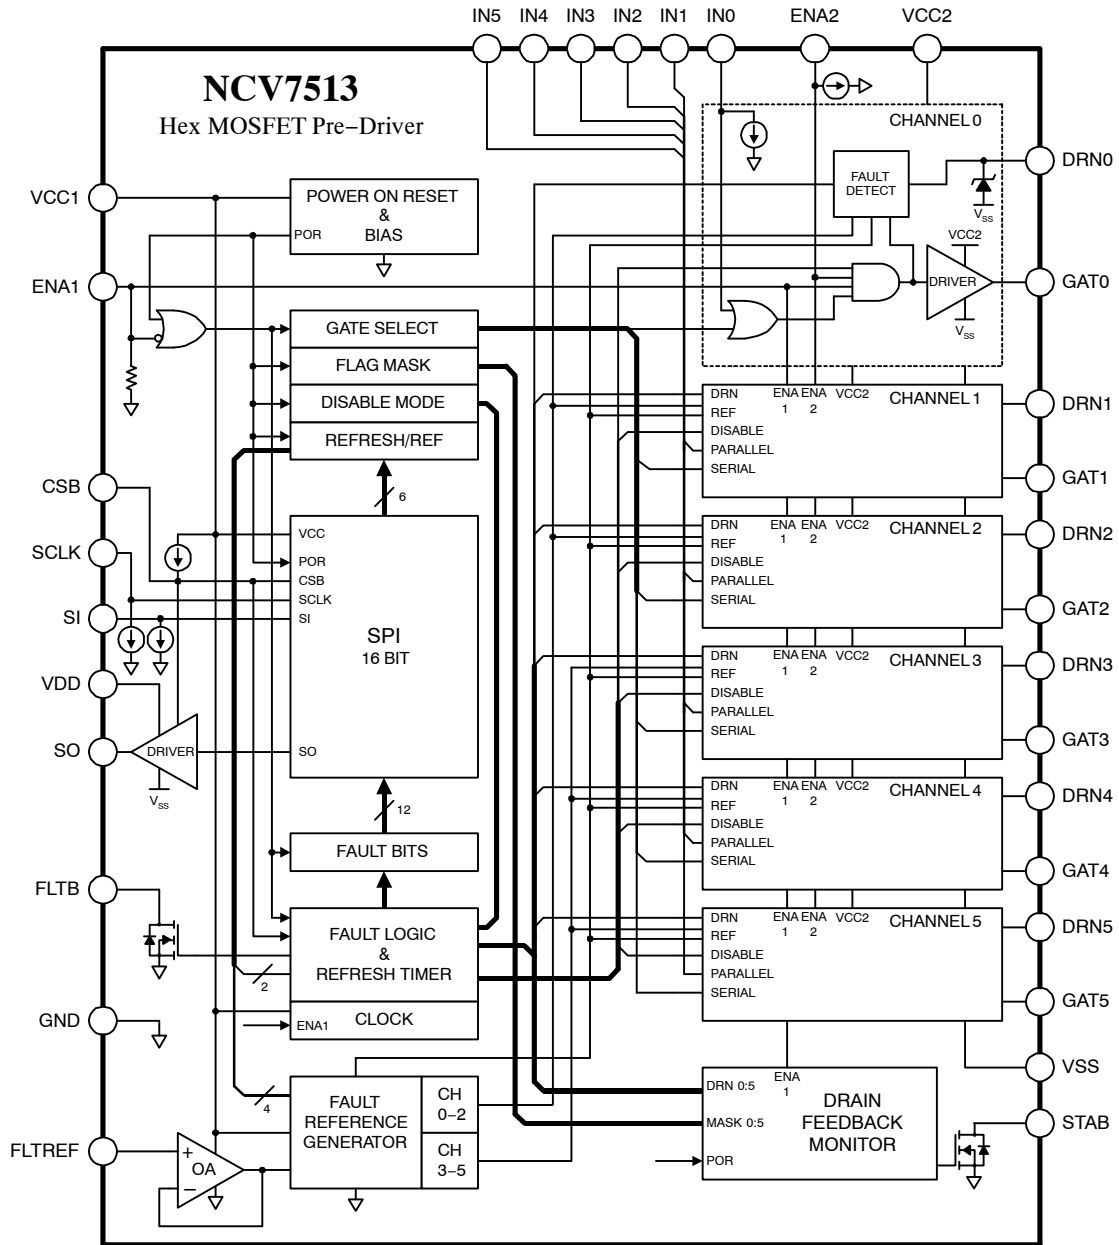 IN5 IN4 IN3 IN2 IN1 IN0 ENA2 VCC2
NCV7513
Hex MOSFET Pre−Driver
CHANNEL 0
FAULT
DETECT
DRN0
VSS
VCC2
DRIVER
VSS
GAT0
VCC1
POWER ON RESET
&
BIAS
POR
ENA1
GATE SELECT
FLAG MASK
DISABLE MODE
REFRESH/REF
6
CSB
SCLK
SI
VDD
SO
DRIVER
VSS
VCC
POR
CSB
SCLK
SI
SPI
16 BIT
SO
12
FAULT BITS
FLTB
FAULT LOGIC
&
REFRESH TIMER
2
GND
CLOCK
ENA1
4
FAULT
REFERENCE
GENERATOR
CH
0−2
CH
3−5
FLTREF
+
OA
−
DRN
REF
DISABLE
PARALLEL
SERIAL
ENA
1
ENA
2
VCC2
CHANNEL 1
DRN1
GAT1
DRN
REF
DISABLE
PARALLEL
SERIAL
ENA
1
ENA
2
VCC2
CHANNEL 2
DRN2
GAT2
DRN
REF
DISABLE
PARALLEL
SERIAL
ENA
1
ENA
2
VCC2
CHANNEL 3
DRN3
GAT3
DRN
REF
DISABLE
PARALLEL
SERIAL
ENA
1
ENA
2
VCC2
CHANNEL 4
DRN4
GAT4
DRN
REF
DISABLE
PARALLEL
SERIAL
ENA
1
ENA
2
VCC2
CHANNEL 5
DRN5
GAT5
VSS
DRN 0:5
MASK 0:5
POR
ENA
1
DRAIN
FEEDBACK
MONITOR
STAB